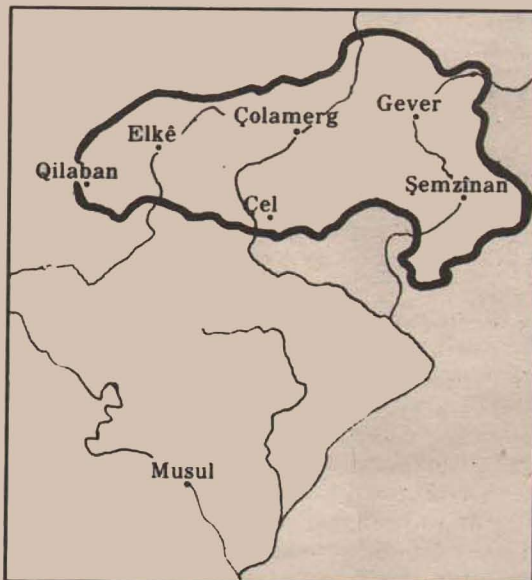 Gever
Çolamerg
Elkê
Qilaban
Şemzînan
Çel
Musul